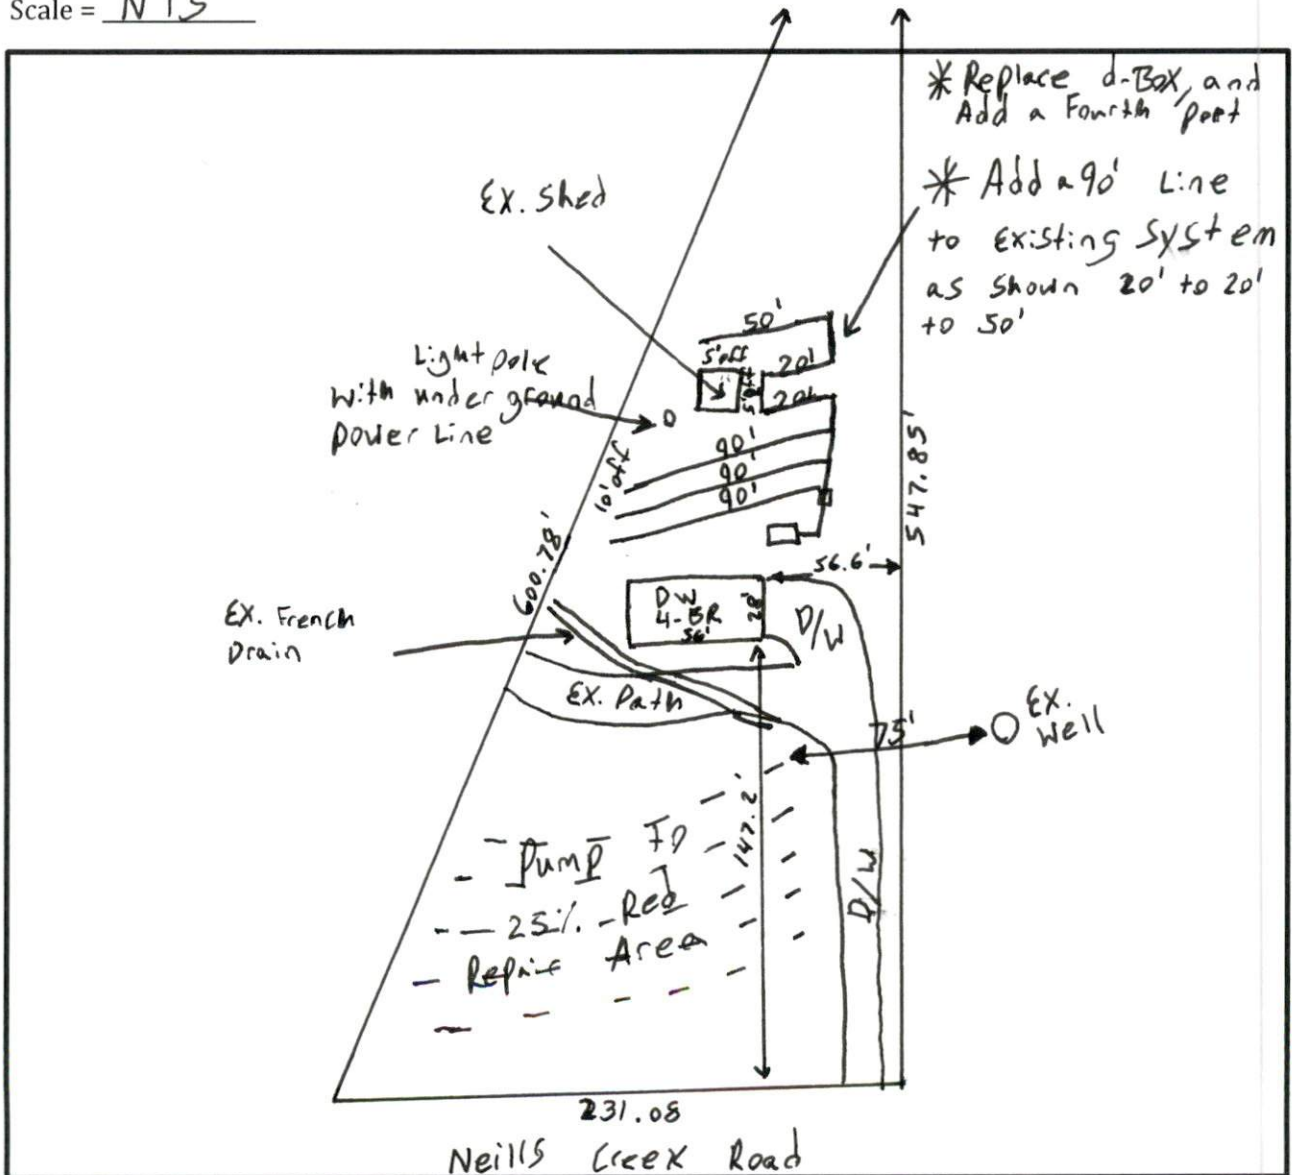 Scale = NTS
* Replace d-Box, and
Add a Fourth Port
* Add a 90' Line
to Existing System
as Shown 20' to 20'
to 50'
EX. Shed
50'
5' off
20'
5' off
20'
Light pole
with underground
power Line
10' off
90'
90'
90'
547.85'
600.78'
56.6'
DW
4-BR
56'
28'
D/W
EX. French
Drain
EX. Path
EX.
Well
75'
147.2'
Pump To
25% Red
Repair Area
D/W
231.08
Neills Creek Road